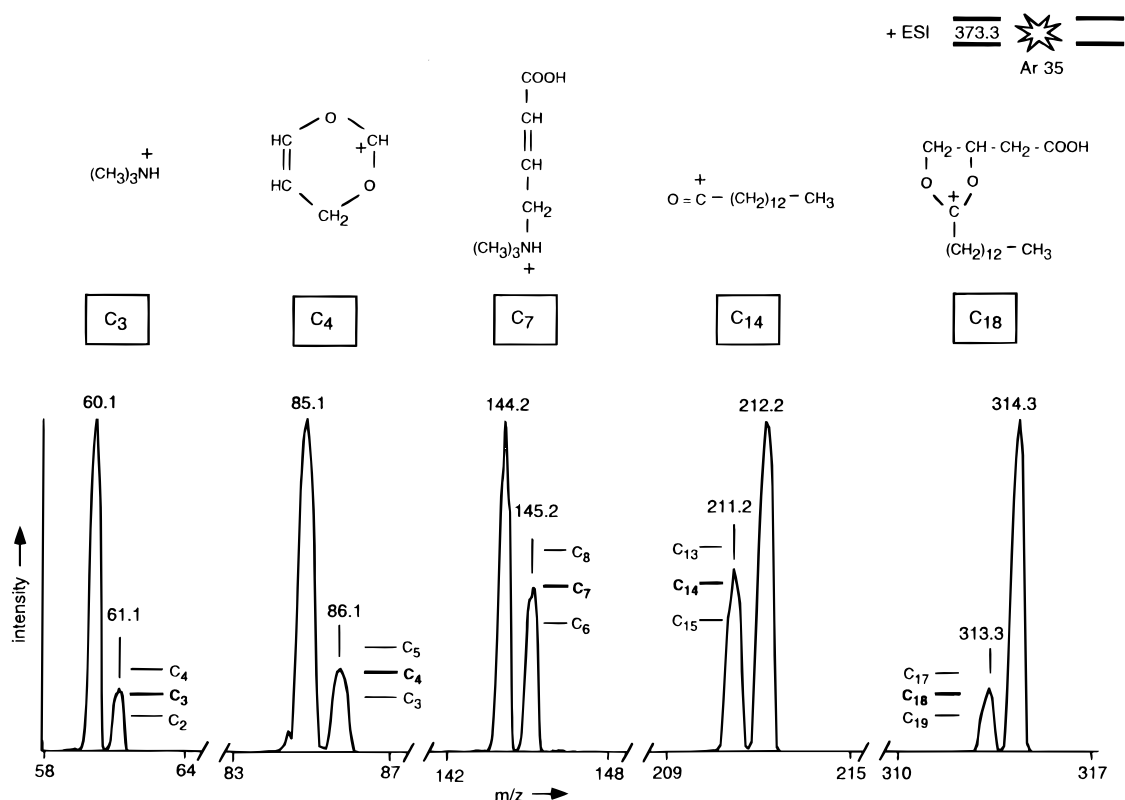 + ESI 373.3
Ar 35
(CH₃)₃NH
+
O
HC CH
+
HC O
CH₂
COOH
CH
CH
CH₂
(CH₃)₃NH
+
+
O = C – (CH₂)₁₂ – CH₃
CH₂ - CH - CH₂ - COOH
O O
+
C
(CH₂)₁₂ – CH₃
C₃ C₄ C₇ C₁₄ C₁₈
60.1 85.1 144.2 212.2 314.3
61.1 86.1 145.2 211.2 313.3
C₄
C₃
C₂
C₅
C₄
C₃
C₈
C₇
C₆
C₁₃
C₁₄
C₁₅
C₁₇
C₁₈
C₁₉
intensity
58 64 83 87 142 148 209 215 310 317
m/z